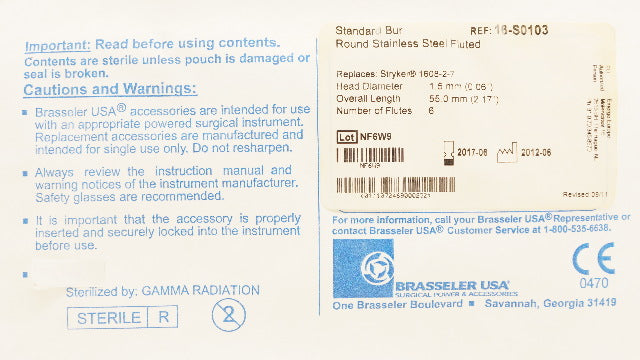 Important: Read before using contents.
Contents are sterile unless pouch is damaged or
seal is broken.
Cautions and Warnings:
Brasseler USA® accessories are intended for use
with an appropriate powered surgical instrument.
Replacement accessories are manufactured and
intended for single use only. Do not resharpen.
Always review the instruction manual and
warning notices of the instrument manufacturer.
Safety glasses are recommended.
It is important that the accessory is properly
inserted and securely locked into the instrument
before use.
Sterilized by: GAMMA RADIATION
STERILE R
2
Standard Bur REF: 16-S0103
Round Stainless Steel Fluted
Replaces: Stryker® 1608-2-7
Head Diameter 1.5 mm (0.06")
Overall Length 55.0 mm (2.17")
Number of Flutes 6
Lot NF6W9
2017-06 2012-06
NF6W9
Revised 08/11
For more information, call your Brasseler USA® Representative or
contact Brasseler USA® Customer Service at 1-800-535-6638.
BRASSELER USA®
SURGICAL POWER & ACCESSORIES
CE
0470
One Brasseler Boulevard ■ Savannah, Georgia 31419